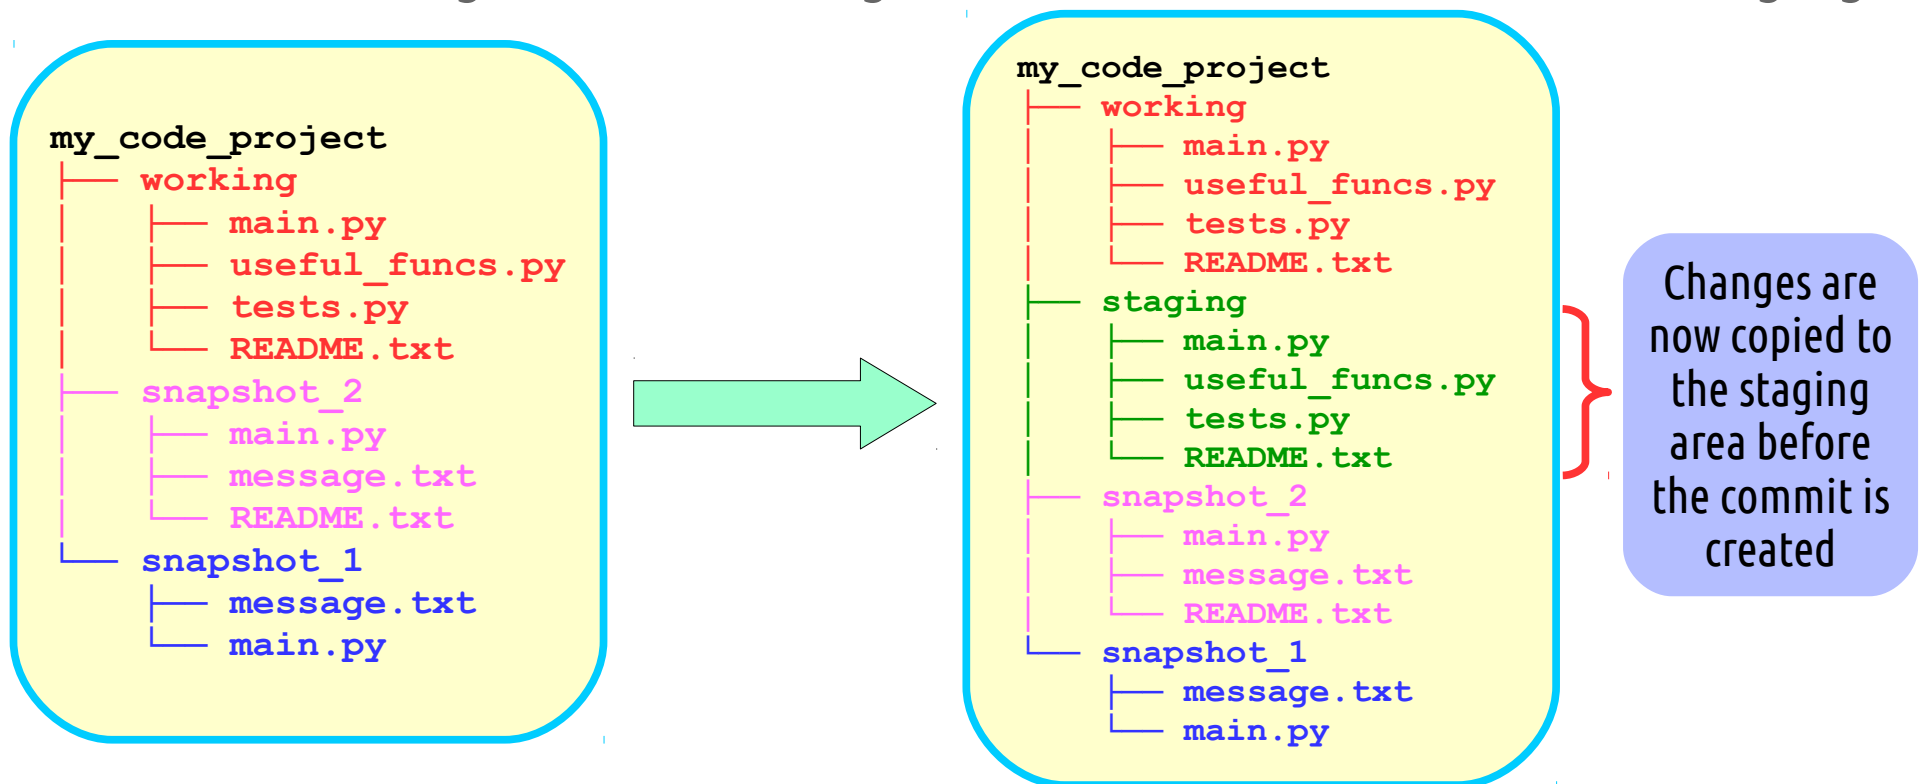 my_code_project
├── working
│   ├── main.py
│   ├── useful_funcs.py
│   ├── tests.py
│   └── README.txt
├── snapshot_2
│   ├── main.py
│   ├── message.txt
│   └── README.txt
└── snapshot_1
    ├── message.txt
    └── main.py
my_code_project
├── working
│   ├── main.py
│   ├── useful_funcs.py
│   ├── tests.py
│   └── README.txt
├── staging
│   ├── main.py
│   ├── useful_funcs.py
│   ├── tests.py
│   └── README.txt
├── snapshot_2
│   ├── main.py
│   ├── message.txt
│   └── README.txt
└── snapshot_1
    ├── message.txt
    └── main.py
Changes are
now copied to
the staging
area before
the commit is
created